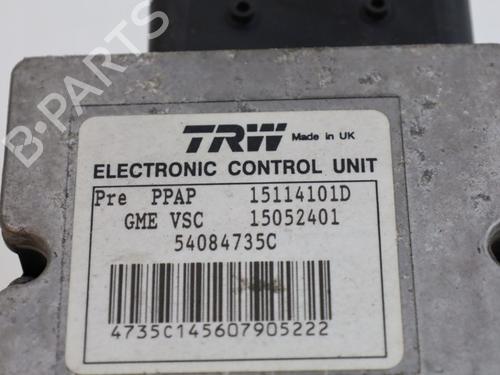 B-PARTS
TRW Made in UK
ELECTRONIC CONTROL UNIT
Pre PPAP 15114101D
GME VSC 15052401
54084735C
4735C145607905222